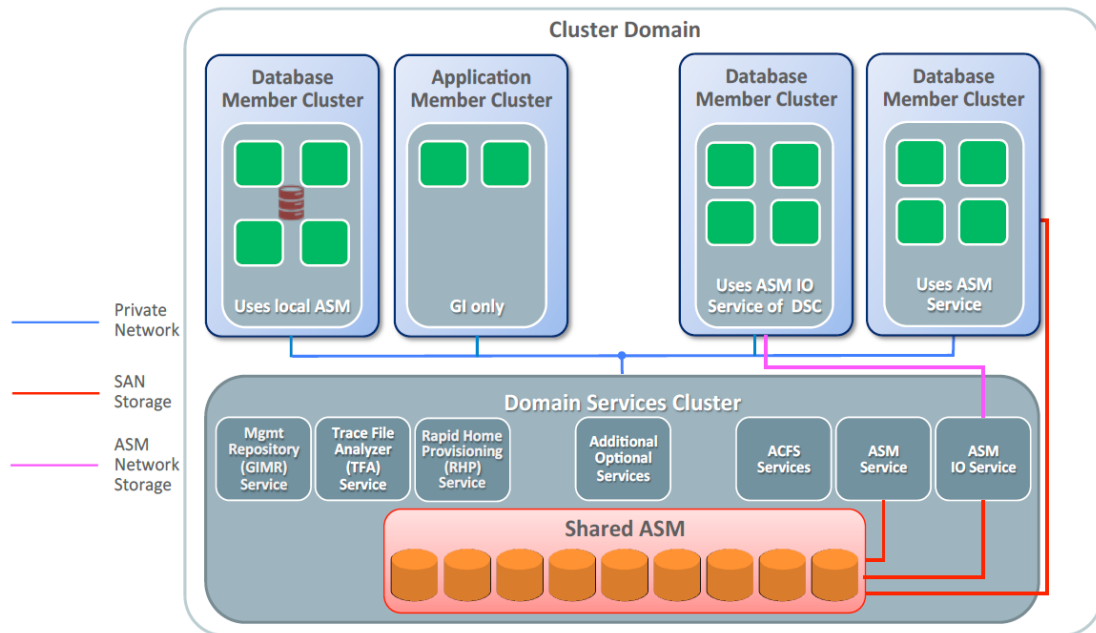 Cluster Domain
Database
Member Cluster
Uses local ASM
Application
Member Cluster
GI only
Database
Member Cluster
Uses ASM IO
Service of DSC
Database
Member Cluster
Uses ASM
Service
Private
Network
SAN
Storage
ASM
Network
Storage
Domain Services Cluster
Mgmt
Repository
(GIMR)
Service
Trace File
Analyzer
(TFA)
Service
Rapid Home
Provisioning
(RHP)
Service
Additional
Optional
Services
ACFS
Services
ASM
Service
ASM
IO Service
Shared ASM